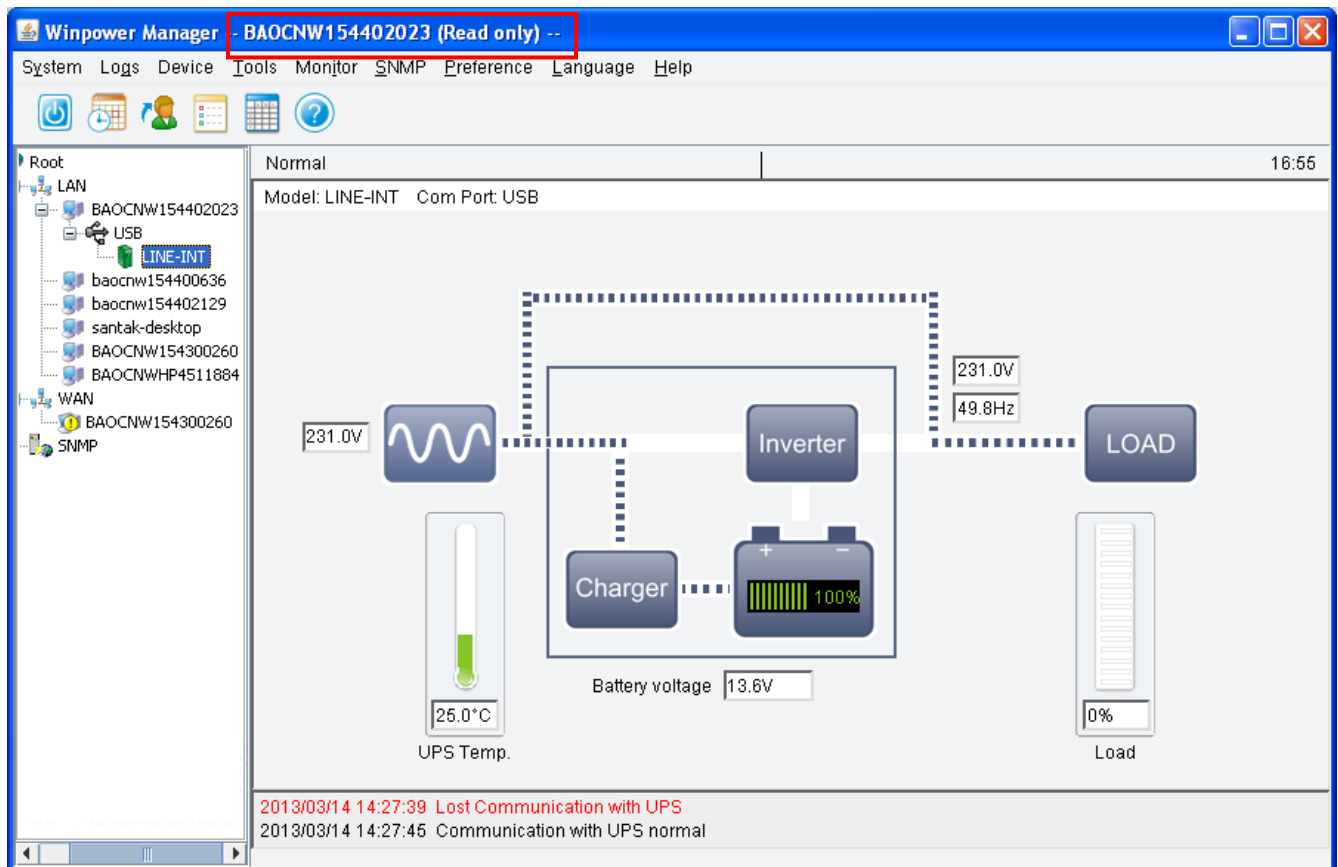 Winpower Manager -- BAOCNW154402023 (Read only) --
System Logs Device Tools Monitor SNMP Preference Language Help
Root
LAN
BAOCNW154402023
USB
LINE-INT
baocnw154400636
baocnw154402129
santak-desktop
BAOCNW154300260
BAOCNWHP4511884
WAN
BAOCNW154300260
SNMP
Normal 16:55
Model: LINE-INT Com Port: USB
231.0V
49.8Hz
231.0V
Inverter
LOAD
+ −
Charger
100%
Battery voltage 13.6V
25.0°C
0%
UPS Temp.
Load
2013/03/14 14:27:39 Lost Communication with UPS
2013/03/14 14:27:45 Communication with UPS normal